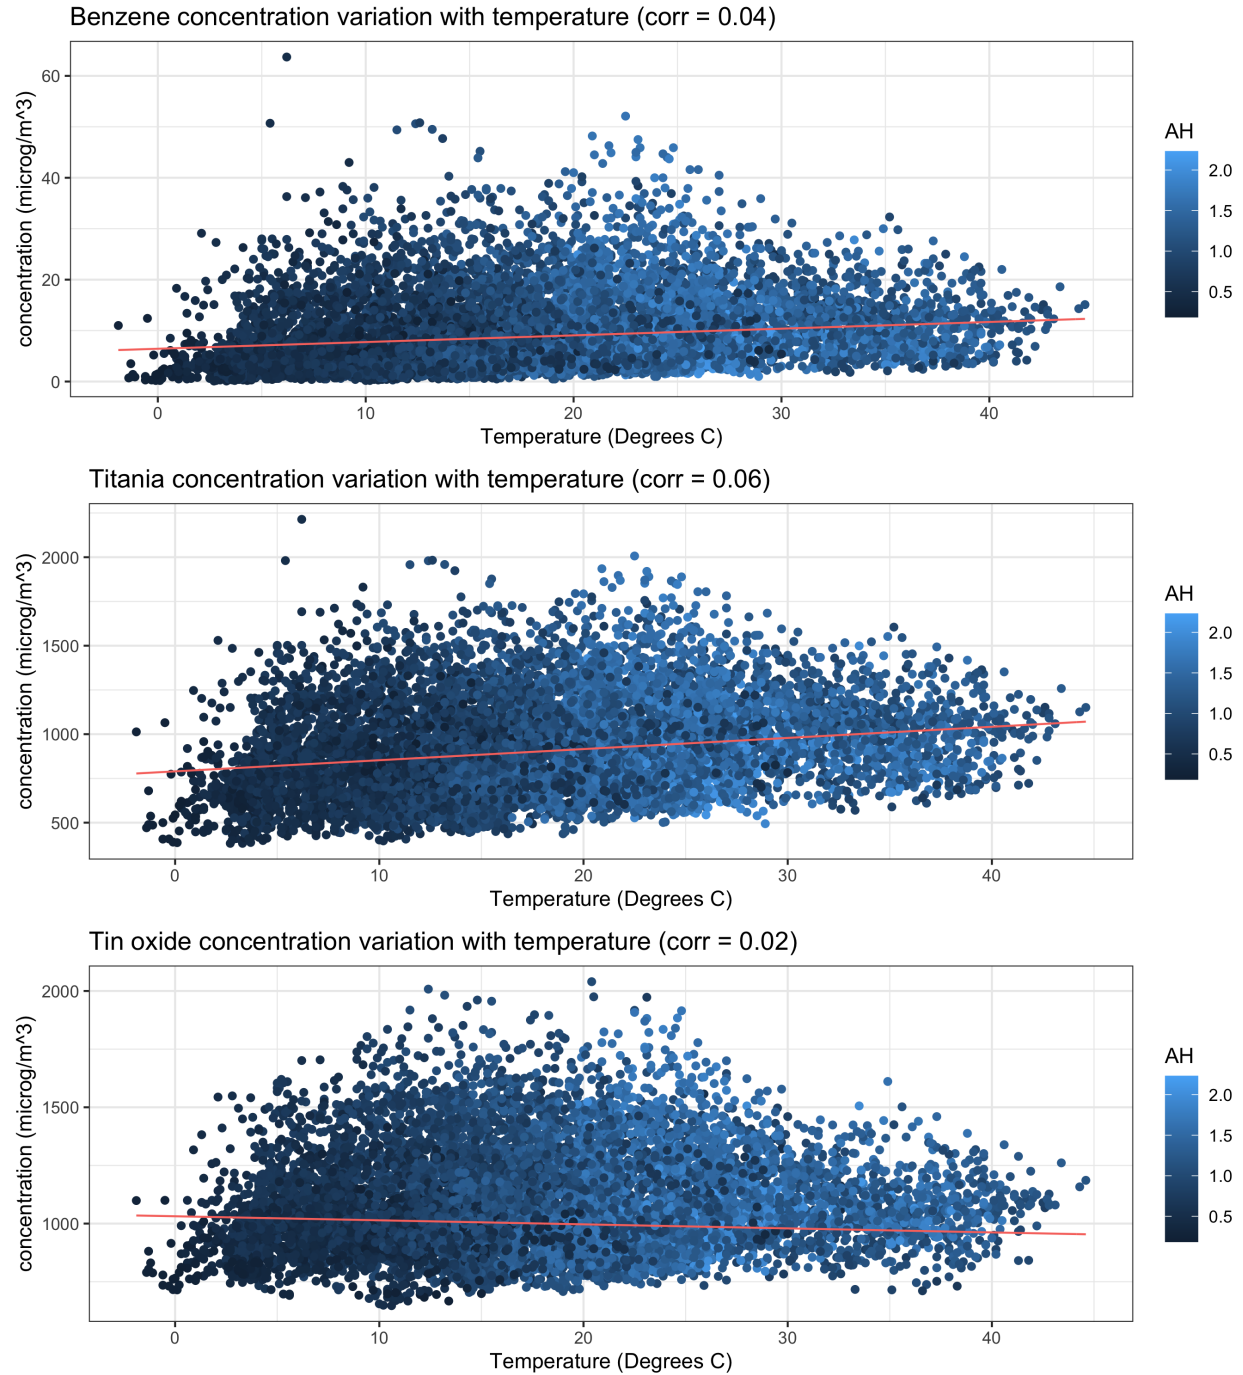 Benzene concentration variation with temperature (corr = 0.04)
concentration (microg/m^3)
60
40
20
0
0 10 20 30 40
Temperature (Degrees C)
AH
2.0
1.5
1.0
0.5
Titania concentration variation with temperature (corr = 0.06)
concentration (microg/m^3)
2000
1500
1000
500
0 10 20 30 40
Temperature (Degrees C)
AH
2.0
1.5
1.0
0.5
Tin oxide concentration variation with temperature (corr = 0.02)
concentration (microg/m^3)
2000
1500
1000
0 10 20 30 40
Temperature (Degrees C)
AH
2.0
1.5
1.0
0.5